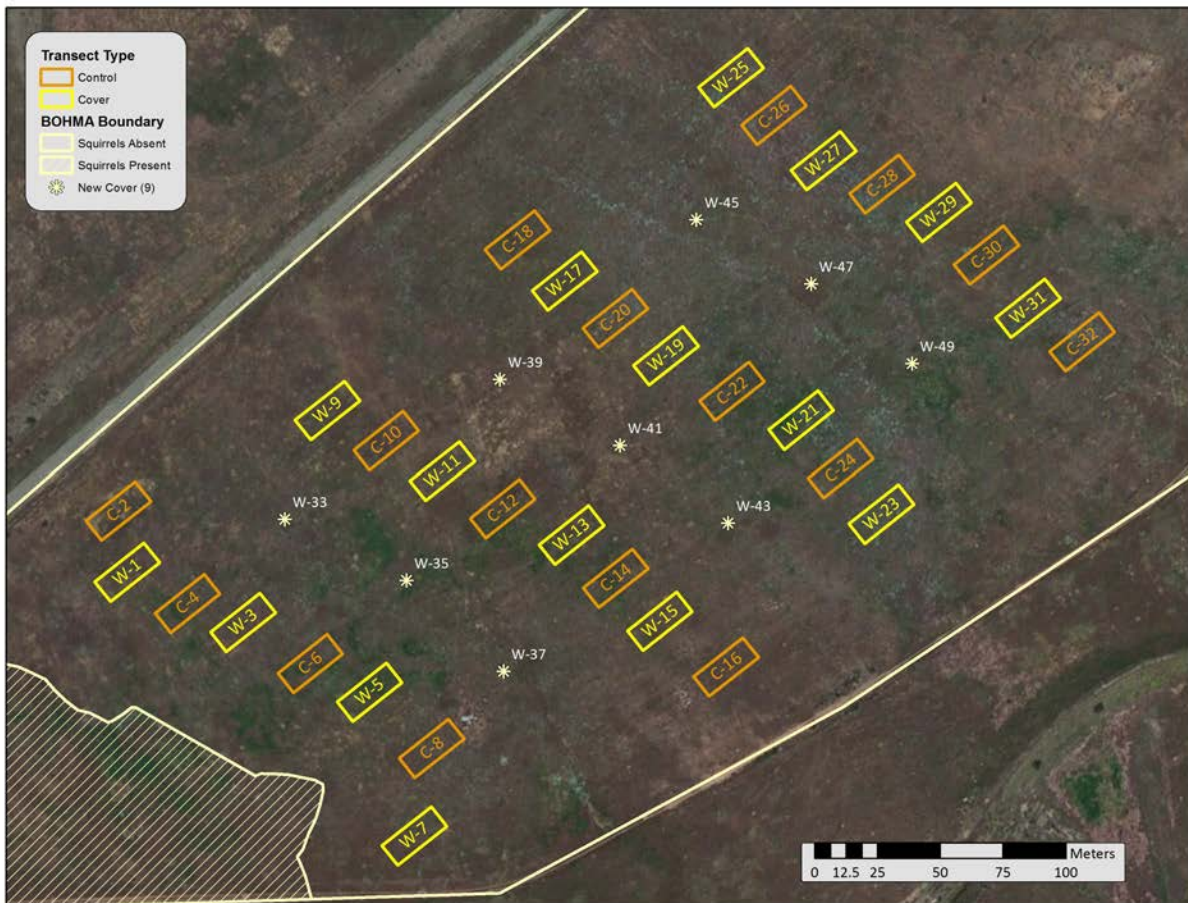 Transect Type
Control
Cover
BOHMA Boundary
Squirrels Absent
Squirrels Present
New Cover (9)
W-25
C-26
W-27
C-28
W-29
C-30
W-31
C-32
W-45
W-47
W-49
C-18
W-17
C-20
W-19
C-22
W-21
C-24
W-23
W-39
W-41
W-43
W-9
C-10
W-11
C-12
W-13
C-14
W-15
C-16
W-33
W-35
W-37
C-2
W-1
C-4
W-3
C-6
W-5
C-8
W-7
Meters
0 12.5 25 50 75 100